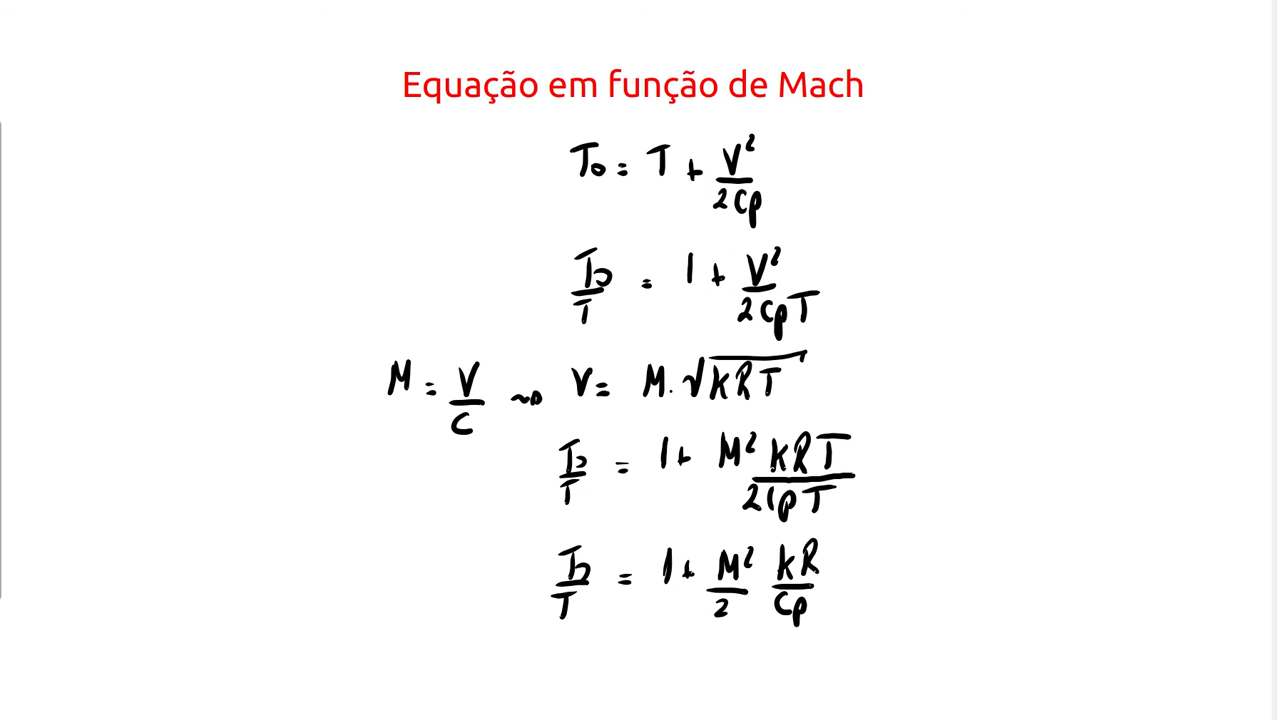 Equação em função de Mach
T₀ = T + V²/2Cp
T₀/T = 1 + V²/2CpT
M = V/C ⇝ V = M.√KRT
T₀/T = 1 + M² KRT/2CpT
T₀/T = 1 + M²/2 KR/Cp